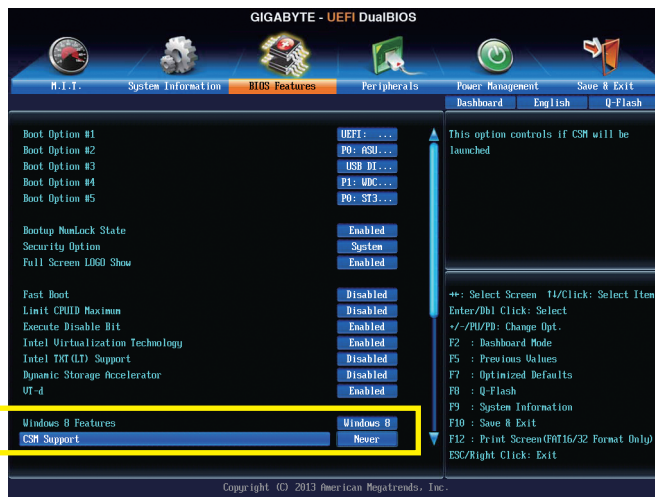 GIGABYTE - UEFI DualBIOS
M.I.T. System Information BIOS Features Peripherals Power Management Save & Exit
Dashboard English Q-Flash
Boot Option #1 UEFI: ...
Boot Option #2 P0: ASU...
Boot Option #3 USB DI...
Boot Option #4 P1: WDC...
Boot Option #5 P0: ST3...
Bootup NumLock State Enabled
Security Option System
Full Screen LOGO Show Enabled
Fast Boot Disabled
Limit CPUID Maximum Disabled
Execute Disable Bit Enabled
Intel Virtualization Technology Enabled
Intel TXT(LT) Support Disabled
Dynamic Storage Accelerator Disabled
VT-d Enabled
Windows 8 Features Windows 8
CSM Support Never
This option controls if CSM will be
launched
→←: Select Screen ↑↓/Click: Select Item
Enter/Dbl Click: Select
+/-/PU/PD: Change Opt.
F2 : Dashboard Mode
F5 : Previous Values
F7 : Optimized Defaults
F8 : Q-Flash
F9 : System Information
F10 : Save & Exit
F12 : Print Screen(FAT16/32 Format Only)
ESC/Right Click: Exit
Copyright (C) 2013 American Megatrends, Inc.